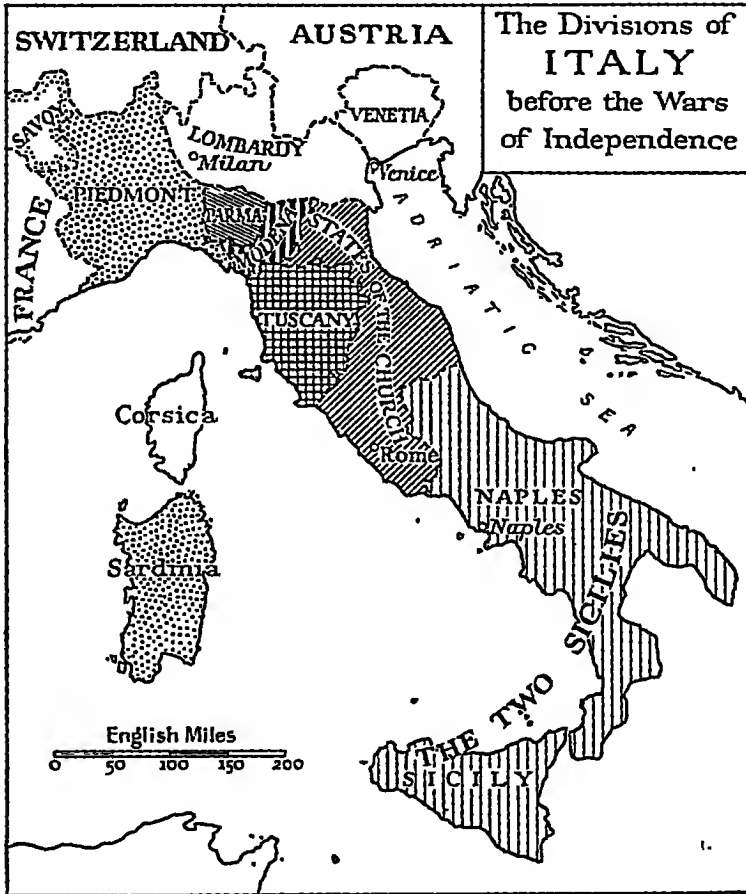 The Divisions of
ITALY
before the Wars
of Independence
SWITZERLAND
AUSTRIA
SAVOY
LOMBARDY
Milan
VENETIA
Venice
PIEDMONT
PARMA
MODENA
FRANCE
STATES OF THE CHURCH
ADRIATIC SEA
TUSCANY
Corsica
Rome
NAPLES
Naples
Sardinia
THE TWO SICILIES
SICILY
English Miles
0 50 100 150 200